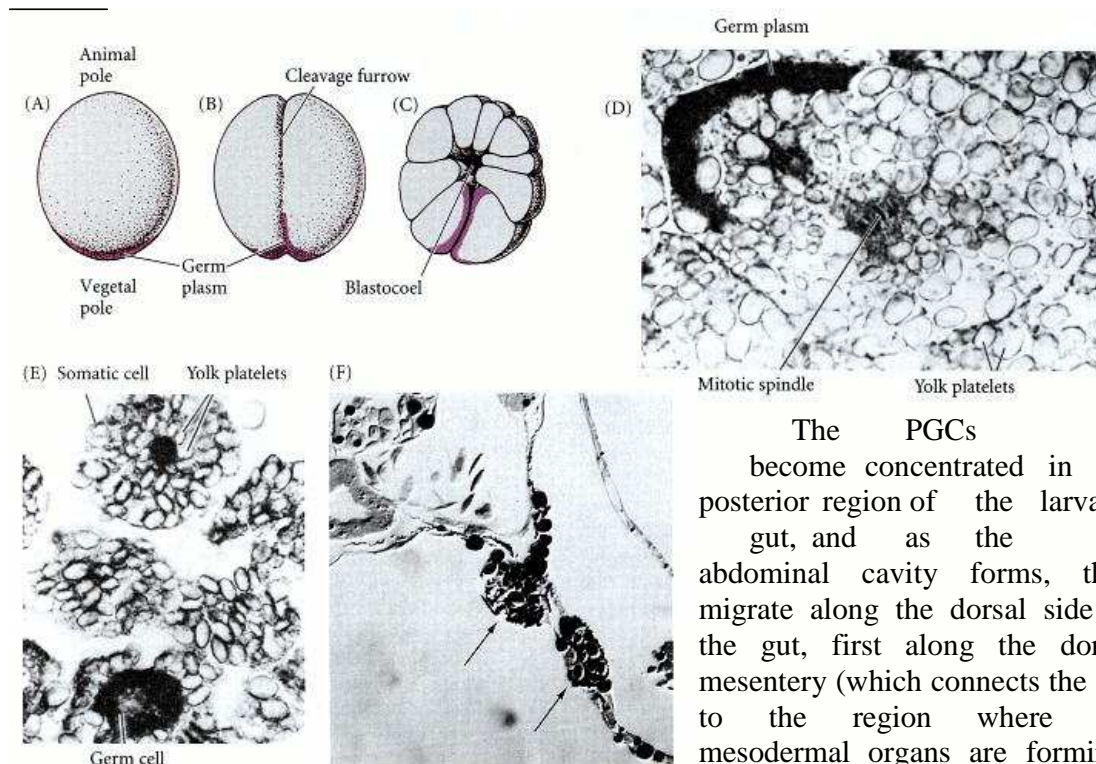 Germ plasm
Animal pole
Cleavage furrow
(A)
(B)
(C)
(D)
Germ plasm
Vegetal pole
Blastocoel
Mitotic spindle
Yolk platelets
(E) Somatic cell
Yolk platelets
(F)
Germ cell
The PGCs
become concentrated in
posterior region of the larva
gut, and as the
abdominal cavity forms, th
migrate along the dorsal side
the gut, first along the dor
mesentery (which connects the
to the region where
mesodermal organs are formin